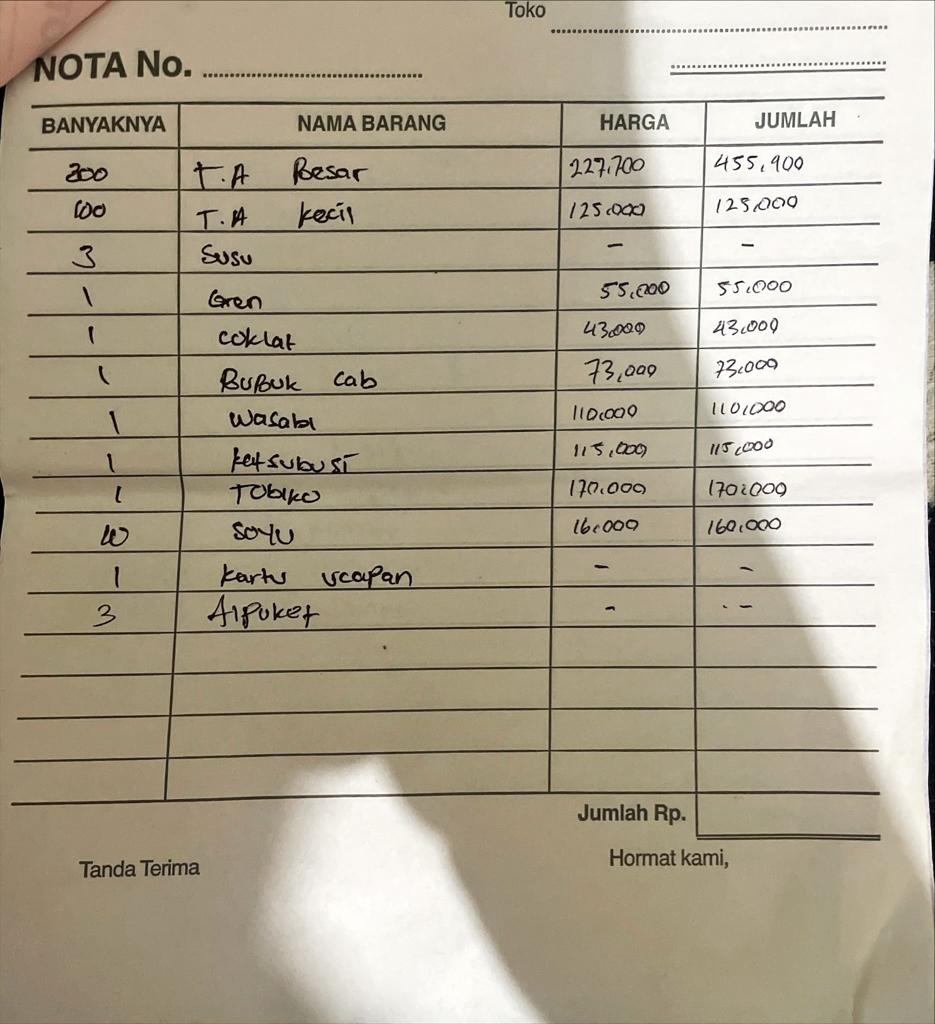 Toko ....................
NOTA No. ....................
BANYAKNYA NAMA BARANG HARGA JUMLAH
200 T.A Besar 227,700 455,900
100 T.A kecil 125.000 125,000
3 Susu - -
1 Gren 55,000 55,000
1 coklat 43,000 43,000
1 Bubuk cab 73,000 73,000
1 wasabi 110,000 110,000
1 katsubusi 115,000 115,000
1 TOBIKO 170.000 170.000
10 SOYU 16,000 160,000
1 kartu ucapan - -
3 Alpuket - -
Jumlah Rp.
Tanda Terima Hormat kami,